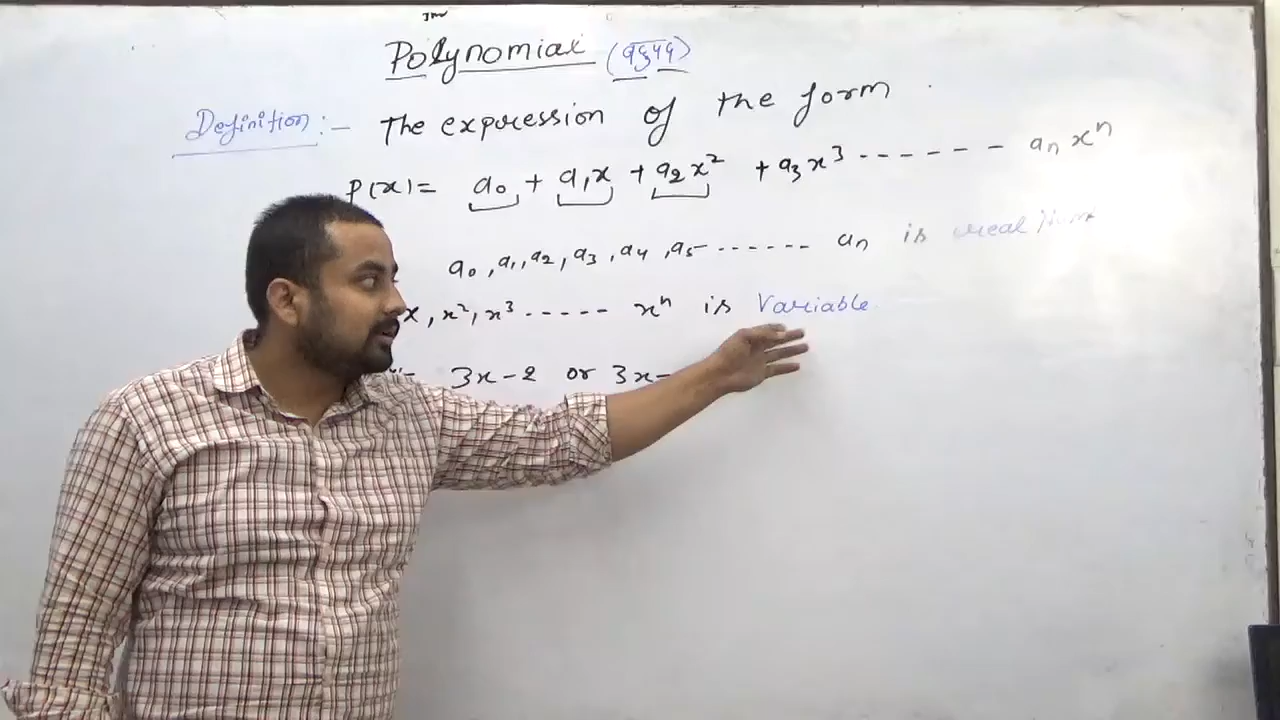 Polynomial (बहुपद)
Definition :- The expression of the form
P(x) = a₀ + a₁x + a₂x² + a₃x³ ------ aₙxⁿ
a₀, a₁, a₂, a₃, a₄, a₅ ------ aₙ is real
x, x², x³ ----- xⁿ is Variable
3x-2 or 3x-